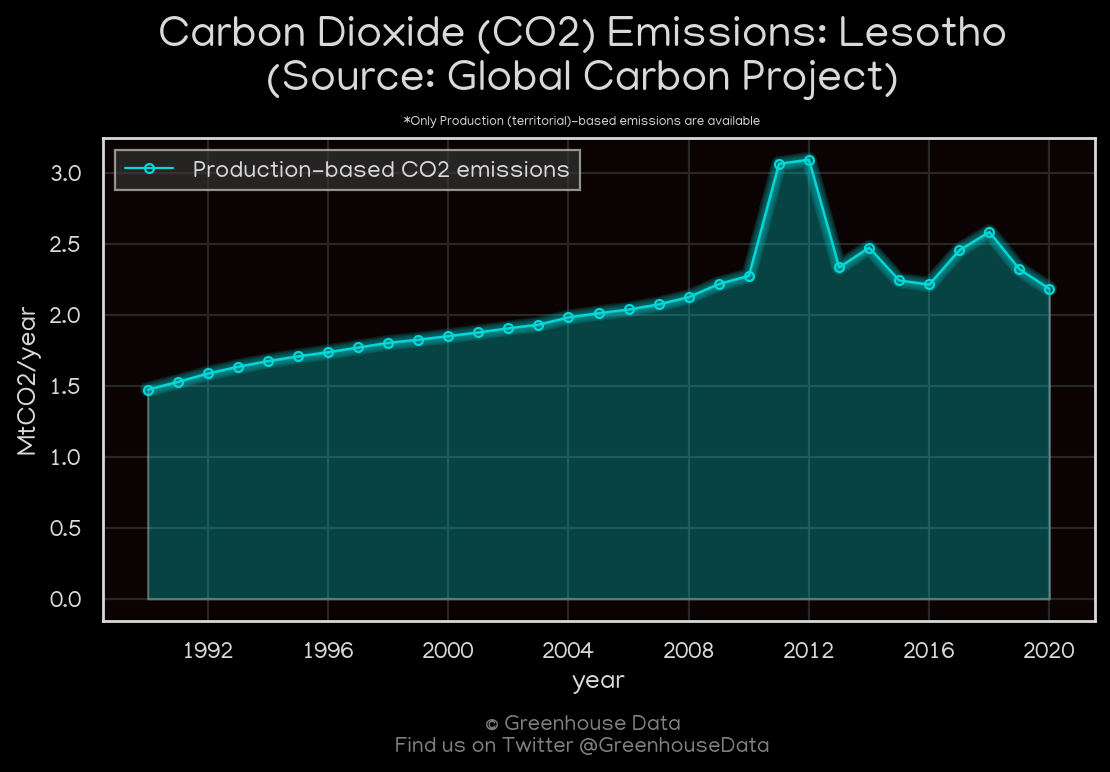 Carbon Dioxide (CO2) Emissions: Lesotho
(Source: Global Carbon Project)
*Only Production (territorial)-based emissions are available
Production-based CO2 emissions
3.0
2.5
2.0
1.5
1.0
0.5
0.0
MtCO2/year
1992 1996 2000 2004 2008 2012 2016 2020
year
© Greenhouse Data
Find us on Twitter @GreenhouseData